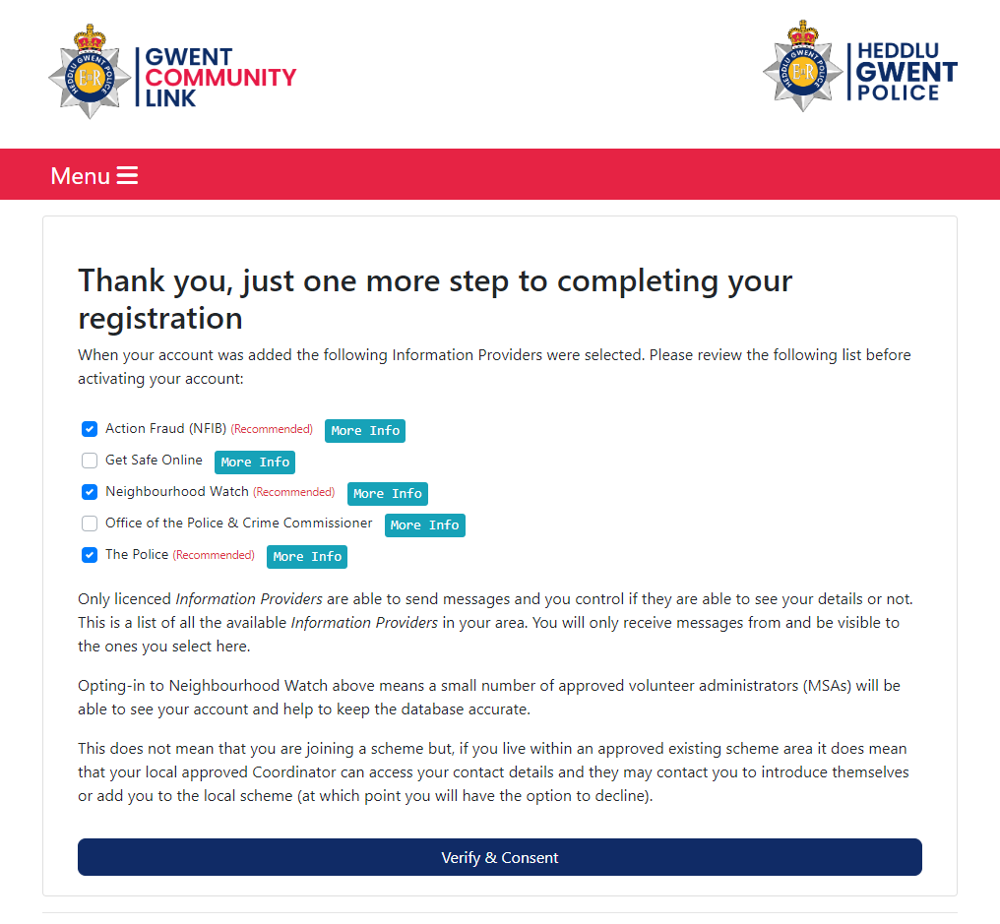 HEDDLU GWENT POLICE
E R
GWENT
COMMUNITY
LINK
HEDDLU GWENT POLICE
E R
HEDDLU
GWENT
POLICE
Menu
Thank you, just one more step to completing your
registration
When your account was added the following Information Providers were selected. Please review the following list before
activating your account:
Action Fraud (NFIB) (Recommended) More Info
Get Safe Online More Info
Neighbourhood Watch (Recommended) More Info
Office of the Police & Crime Commissioner More Info
The Police (Recommended) More Info
Only licenced Information Providers are able to send messages and you control if they are able to see your details or not.
This is a list of all the available Information Providers in your area. You will only receive messages from and be visible to
the ones you select here.
Opting-in to Neighbourhood Watch above means a small number of approved volunteer administrators (MSAs) will be
able to see your account and help to keep the database accurate.
This does not mean that you are joining a scheme but, if you live within an approved existing scheme area it does mean
that your local approved Coordinator can access your contact details and they may contact you to introduce themselves
or add you to the local scheme (at which point you will have the option to decline).
Verify & Consent